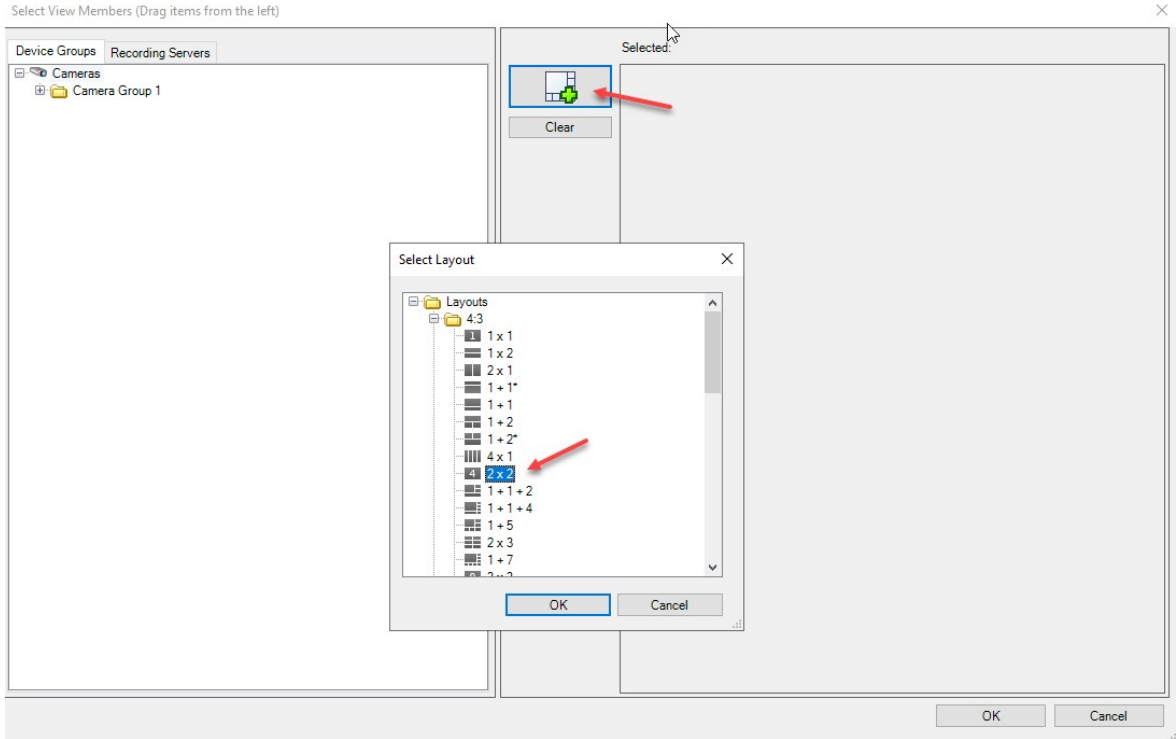 Select View Members (Drag items from the left)
Device Groups
Recording Servers
Cameras
Camera Group 1
Selected:
Clear
Select Layout
Layouts
4:3
1 1 x 1
1 x 2
2 x 1
1 + 1*
1 + 1
1 + 2
1 + 2*
4 x 1
4 2 x 2
1 + 1 + 2
1 + 1 + 4
1 + 5
2 x 3
1 + 7
OK
Cancel
OK
Cancel